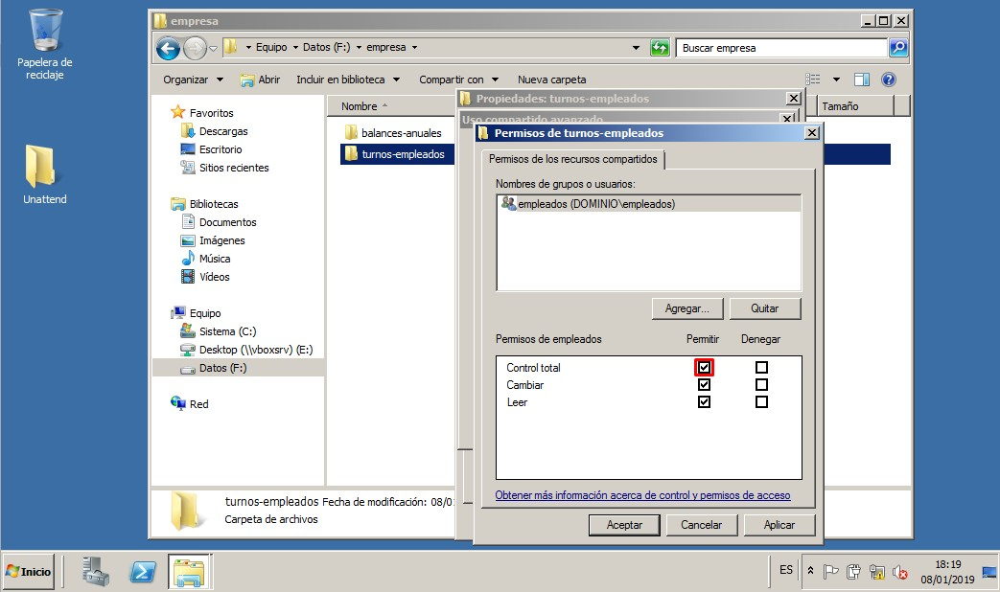 Papelera de
reciclaje
Unattend
empresa
Equipo Datos (F:) empresa
Buscar empresa
Organizar Abrir Incluir en biblioteca Compartir con Nueva carpeta
Favoritos
Descargas
Escritorio
Sitios recientes
Bibliotecas
Documentos
Imágenes
Música
Vídeos
Equipo
Sistema (C:)
Desktop (\\vboxsrv) (E:)
Datos (F:)
Red
Nombre
Tamaño
balances-anuales
turnos-empleados
Propiedades: turnos-empleados
Uso compartido avanzado
Permisos de turnos-empleados
Permisos de los recursos compartidos
Nombres de grupos o usuarios:
empleados (DOMINIO\empleados)
Agregar... Quitar
Permisos de empleados Permitir Denegar
Control total
Cambiar
Leer
Obtener más información acerca de control y permisos de acceso
Aceptar Cancelar Aplicar
turnos-empleados Fecha de modificación: 08/0
Carpeta de archivos
Inicio
ES
18:19
08/01/2019